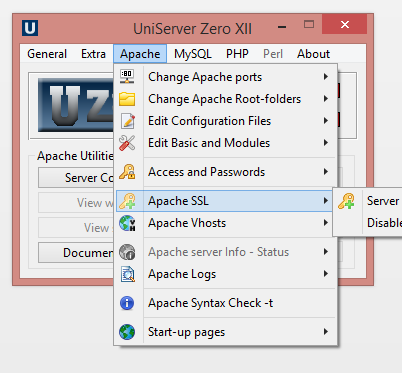 UniServer Zero XII
General Extra Apache MySQL PHP Perl About
Change Apache ports
Change Apache Root-folders
Edit Configuration Files
Edit Basic and Modules
Apache Utilitie
Access and Passwords
Server Co
Apache SSL
Server
View w
Apache Vhosts
Disable
View
Apache server Info - Status
Docume
Apache Logs
Apache Syntax Check -t
Start-up pages